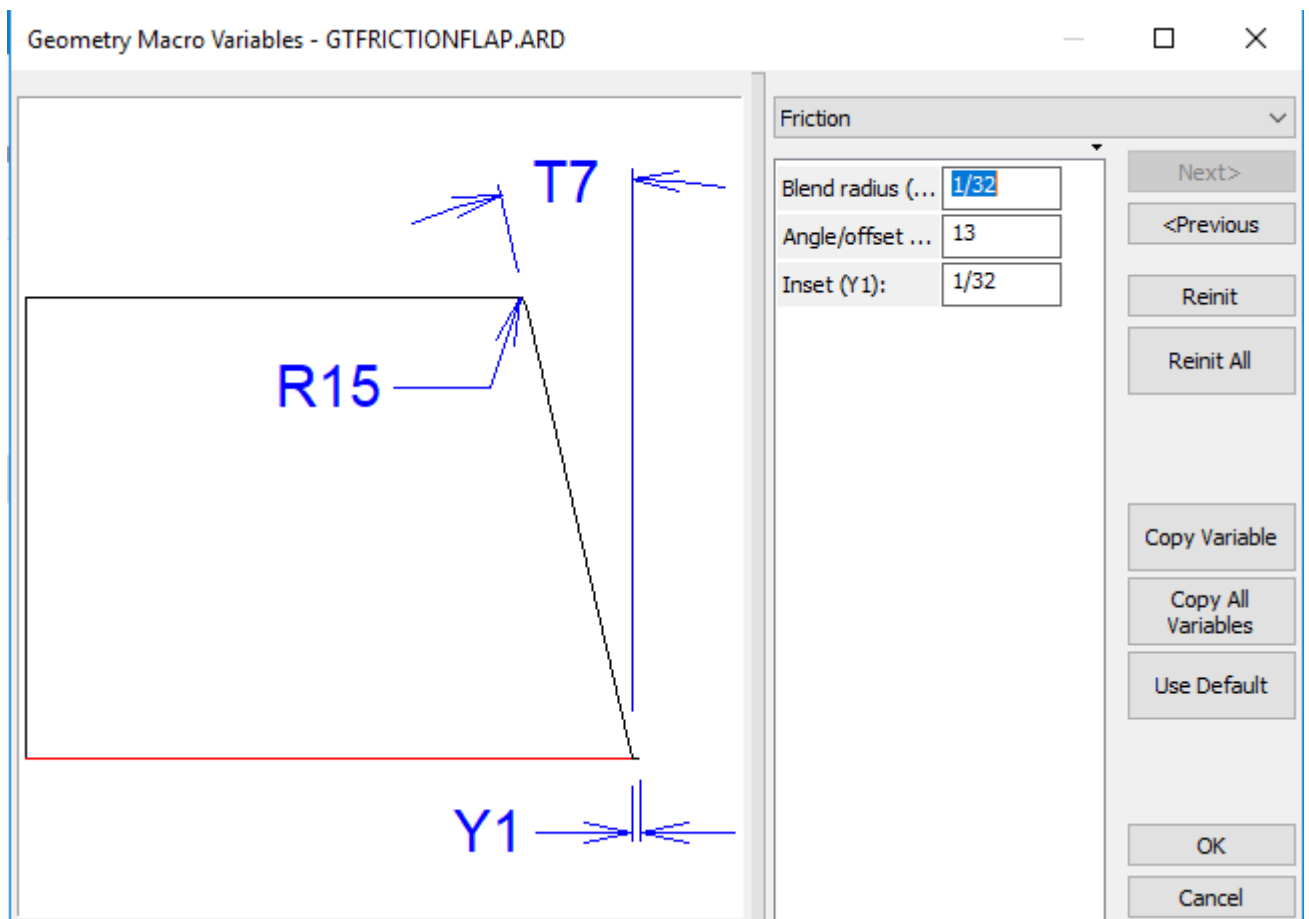 Geometry Macro Variables - GTFRICTIONFLAP.ARD
T7
R15
Y1
Friction
Blend radius (... 1/32
Angle/offset ... 13
Inset (Y1): 1/32
Next>
<Previous
Reinit
Reinit All
Copy Variable
Copy All
Variables
Use Default
OK
Cancel